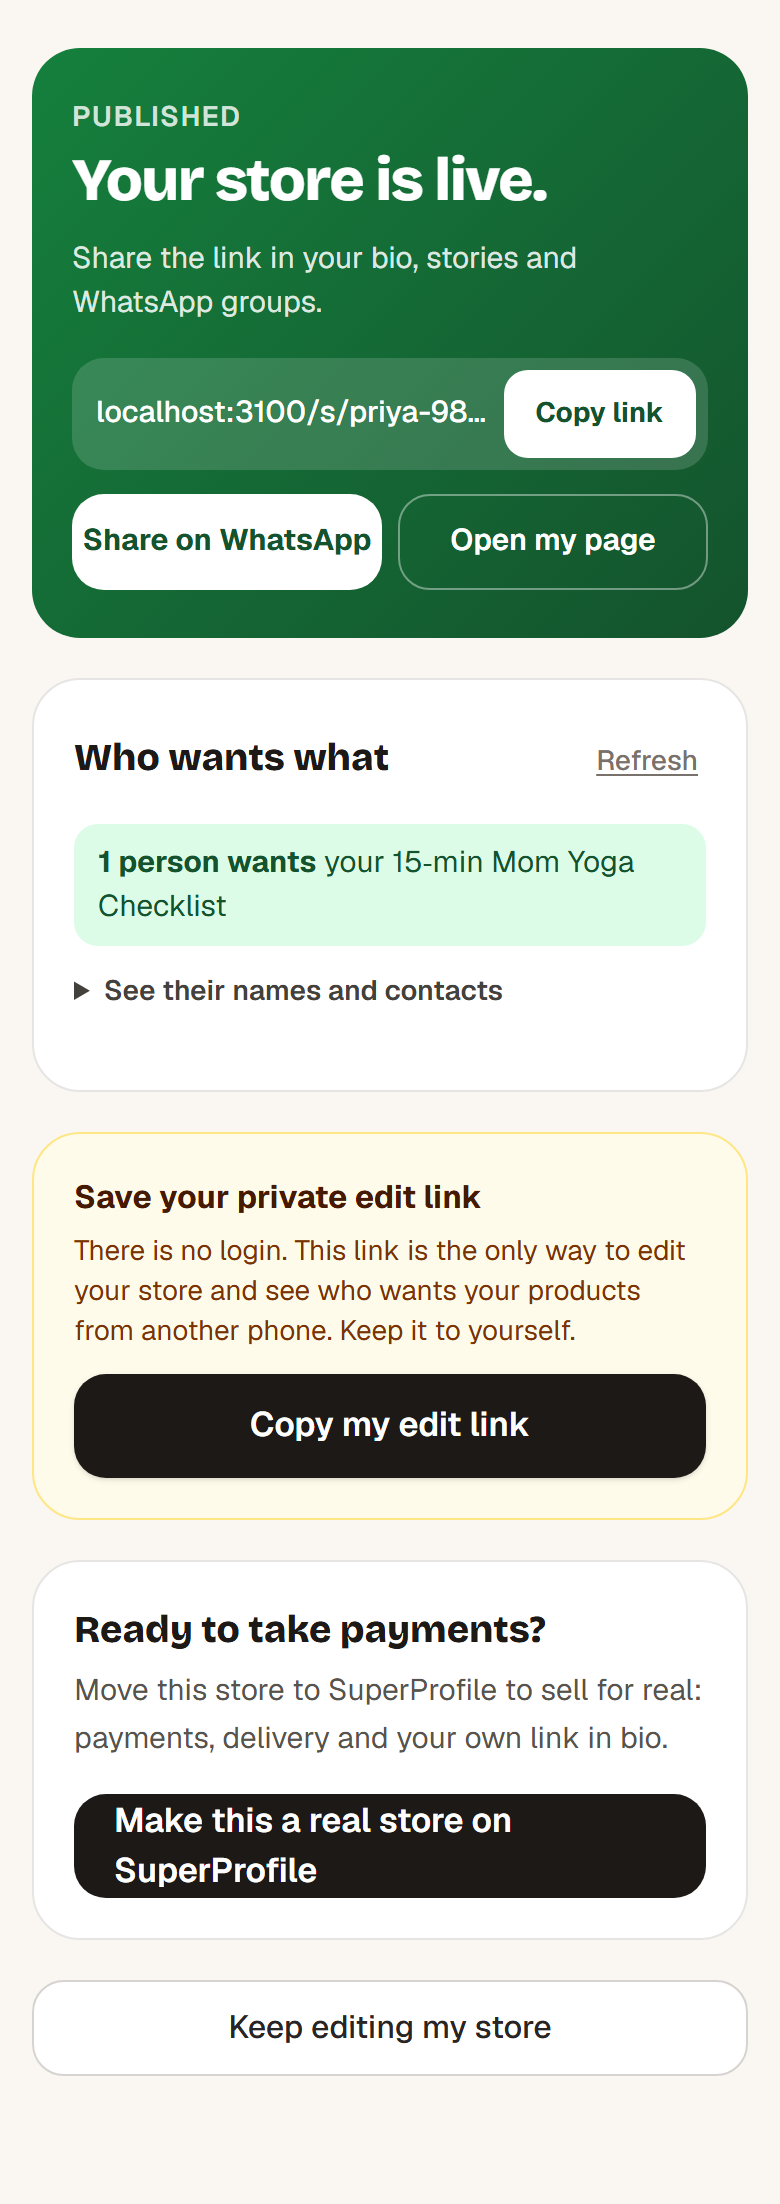 PUBLISHED
Your store is live.
Share the link in your bio, stories and
WhatsApp groups.
localhost:3100/s/priya-98...
Copy link
Share on WhatsApp
Open my page
Who wants what
Refresh
1 person wants your 15-min Mom Yoga
Checklist
See their names and contacts
Save your private edit link
There is no login. This link is the only way to edit
your store and see who wants your products
from another phone. Keep it to yourself.
Copy my edit link
Ready to take payments?
Move this store to SuperProfile to sell for real:
payments, delivery and your own link in bio.
Make this a real store on
SuperProfile
Keep editing my store